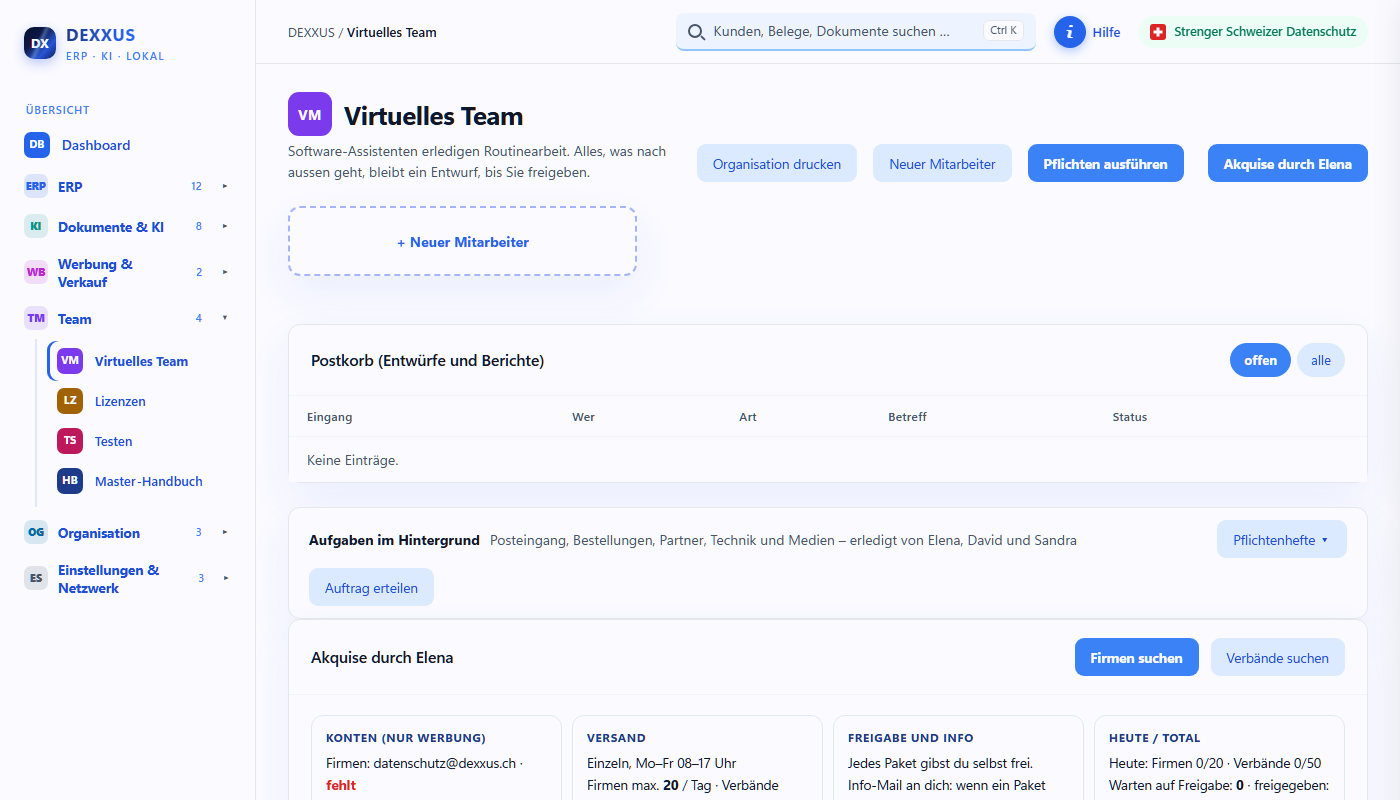 DX
DEXXUS
ERP · KI · LOKAL
ÜBERSICHT
DB Dashboard
ERP ERP 12 ▸
KI Dokumente & KI 8 ▸
WB Werbung &
Verkauf 2 ▸
TM Team 4 ▾
VM Virtuelles Team
LZ Lizenzen
TS Testen
HB Master-Handbuch
OG Organisation 3 ▸
ES Einstellungen &
Netzwerk 3 ▸
DEXXUS / Virtuelles Team
Kunden, Belege, Dokumente suchen ... Ctrl K
i Hilfe
Strenger Schweizer Datenschutz
VM Virtuelles Team
Software-Assistenten erledigen Routinearbeit. Alles, was nach
aussen geht, bleibt ein Entwurf, bis Sie freigeben.
Organisation drucken
Neuer Mitarbeiter
Pflichten ausführen
Akquise durch Elena
+ Neuer Mitarbeiter
Postkorb (Entwürfe und Berichte)
offen alle
Eingang Wer Art Betreff Status
Keine Einträge.
Aufgaben im Hintergrund Posteingang, Bestellungen, Partner, Technik und Medien – erledigt von Elena, David und Sandra
Pflichtenhefte ▾
Auftrag erteilen
Akquise durch Elena
Firmen suchen Verbände suchen
KONTEN (NUR WERBUNG)
Firmen: datenschutz@dexxus.ch ·
fehlt
VERSAND
Einzeln, Mo–Fr 08–17 Uhr
Firmen max. 20 / Tag · Verbände
FREIGABE UND INFO
Jedes Paket gibst du selbst frei.
Info-Mail an dich: wenn ein Paket
HEUTE / TOTAL
Heute: Firmen 0/20 · Verbände 0/50
Warten auf Freigabe: 0 · freigegeben: